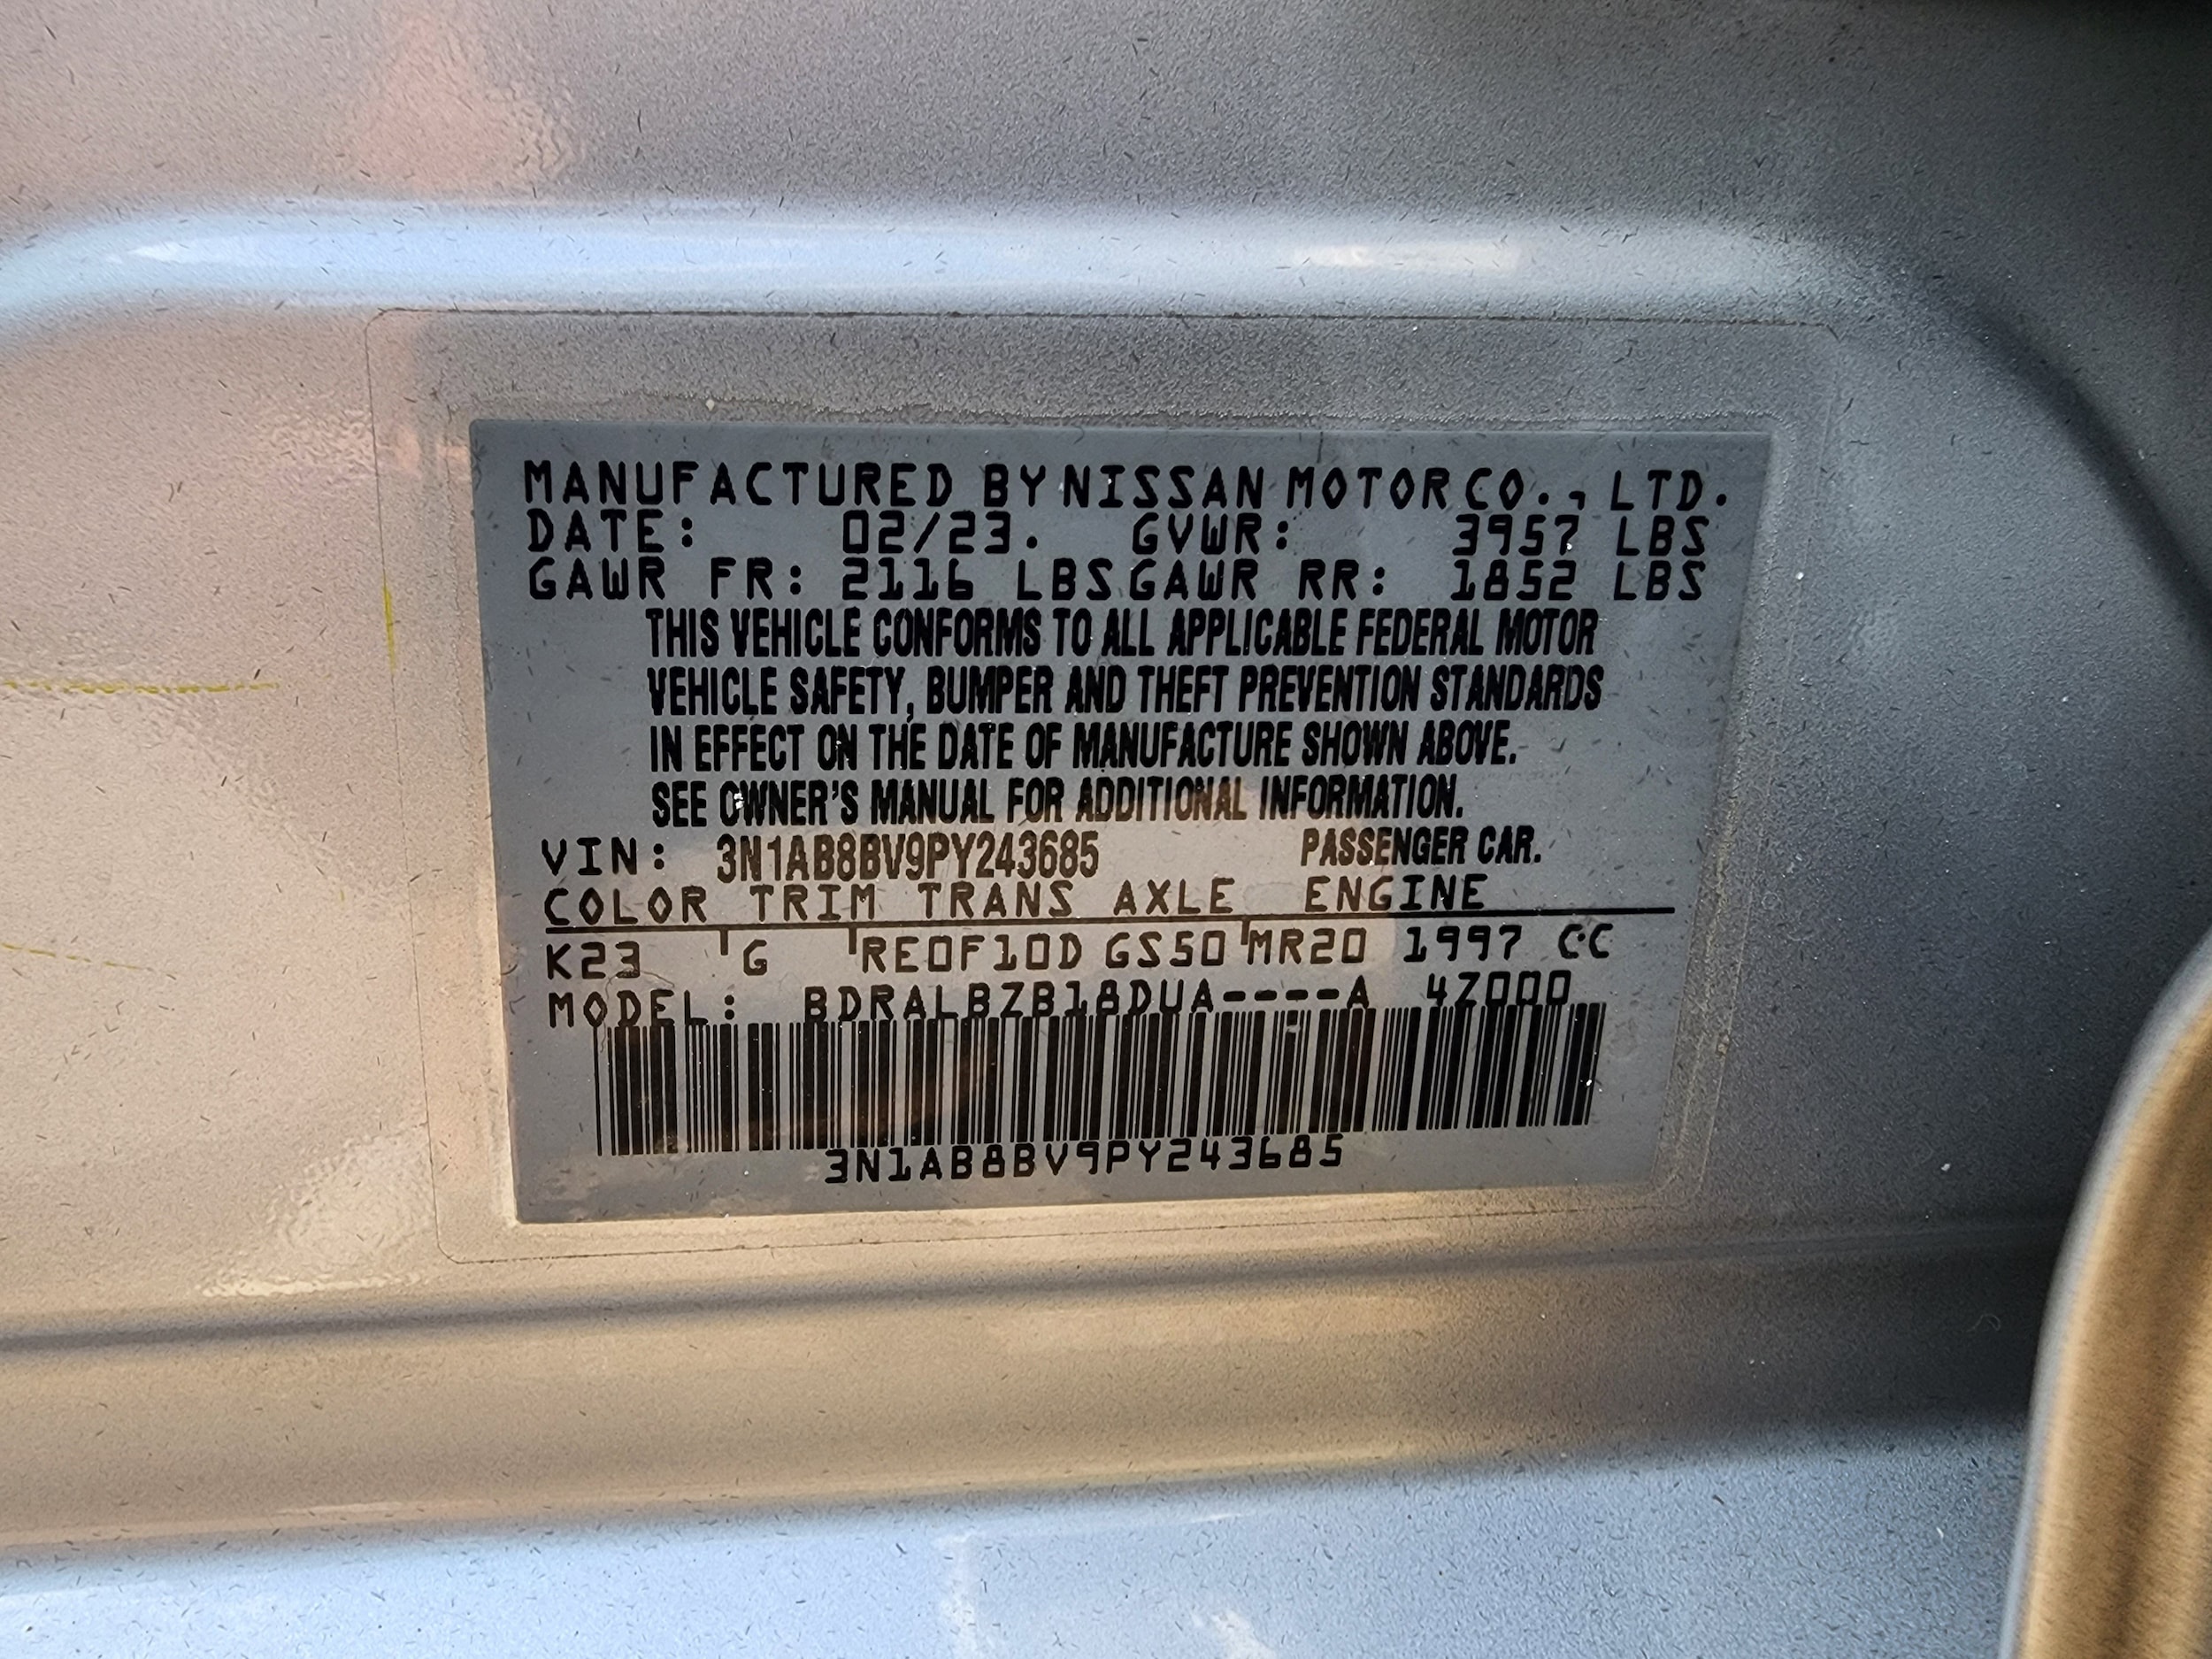 MANUFACTURED BY NISSAN MOTOR CO., LTD.
DATE: 02/23. GVWR: 3957 LBS
GAWR FR: 2116 LBS GAWR RR: 1852 LBS
THIS VEHICLE CONFORMS TO ALL APPLICABLE FEDERAL MOTOR
VEHICLE SAFETY, BUMPER AND THEFT PREVENTION STANDARDS
IN EFFECT ON THE DATE OF MANUFACTURE SHOWN ABOVE.
SEE OWNER'S MANUAL FOR ADDITIONAL INFORMATION.
VIN: 3N1AB8BV9PY243685 PASSENGER CAR.
COLOR TRIM TRANS AXLE ENGINE
K23 G RE0F10D GS50 MR20 1997 CC
MODEL: BDRALBZB18DUA----A 4Z000
3N1AB8BV9PY243685